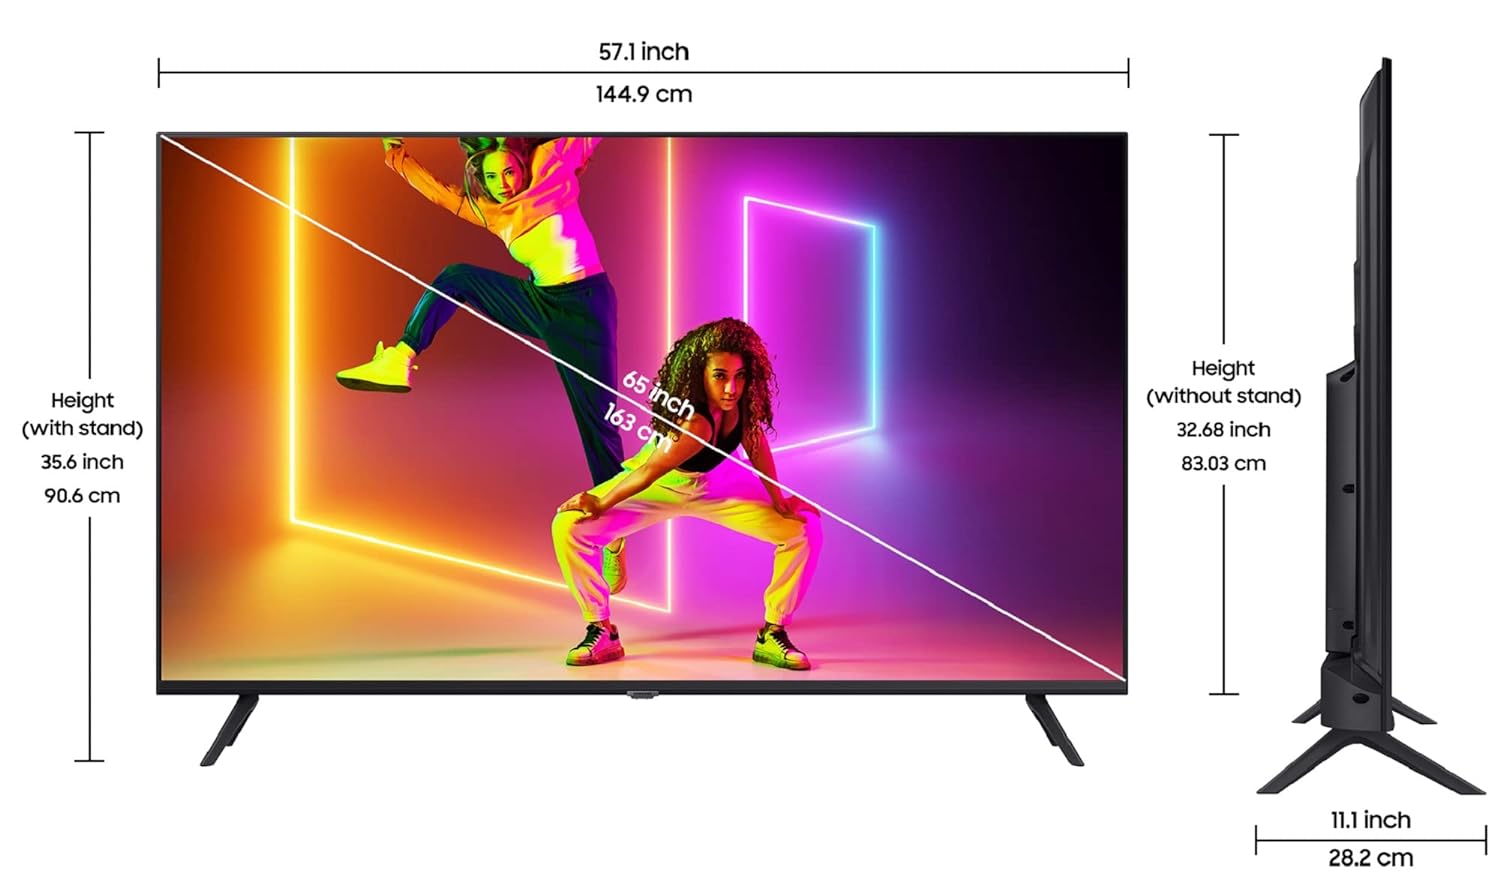 57.1 inch
144.9 cm
Height
(with stand)
35.6 inch
90.6 cm
65 inch
163 cm
Height
(without stand)
32.68 inch
83.03 cm
11.1 inch
28.2 cm